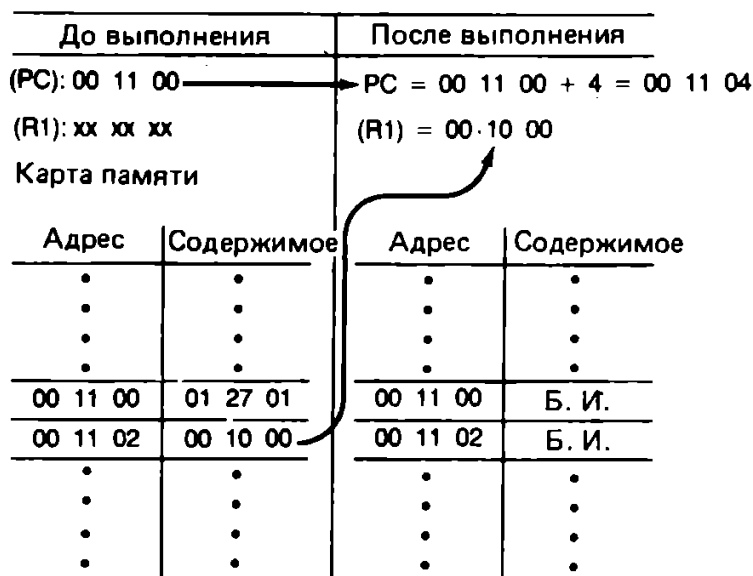 До выполнения После выполнения
(PC): 00 11 00 PC = 00 11 00 + 4 = 00 11 04
(R1): xx xx xx (R1) = 00 10 00
Карта памяти
Адрес Содержимое Адрес Содержимое
00 11 00 01 27 01 00 11 00 Б. И.
00 11 02 00 10 00 00 11 02 Б. И.